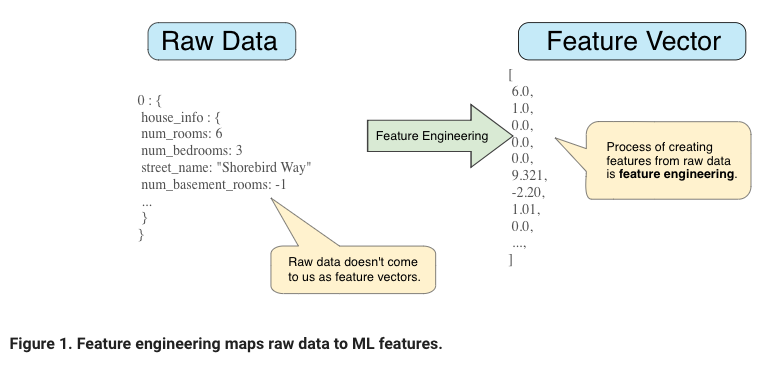 Raw Data
Feature Vector
0 : {
house_info : {
num_rooms: 6
num_bedrooms: 3
street_name: "Shorebird Way"
num_basement_rooms: -1
...
}
}
Raw data doesn't come
to us as feature vectors.
Feature Engineering
[
6.0,
1.0,
0.0,
0.0,
0.0,
9.321,
-2.20,
1.01,
0.0,
...,
]
Process of creating
features from raw data
is feature engineering.
Figure 1. Feature engineering maps raw data to ML features.